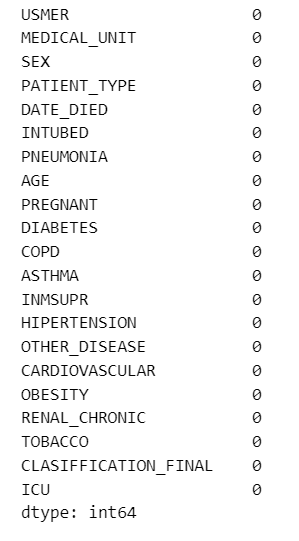 USMER 0
MEDICAL_UNIT 0
SEX 0
PATIENT_TYPE 0
DATE_DIED 0
INTUBED 0
PNEUMONIA 0
AGE 0
PREGNANT 0
DIABETES 0
COPD 0
ASTHMA 0
INMSUPR 0
HIPERTENSION 0
OTHER_DISEASE 0
CARDIOVASCULAR 0
OBESITY 0
RENAL_CHRONIC 0
TOBACCO 0
CLASIFFICATION_FINAL 0
ICU 0
dtype: int64